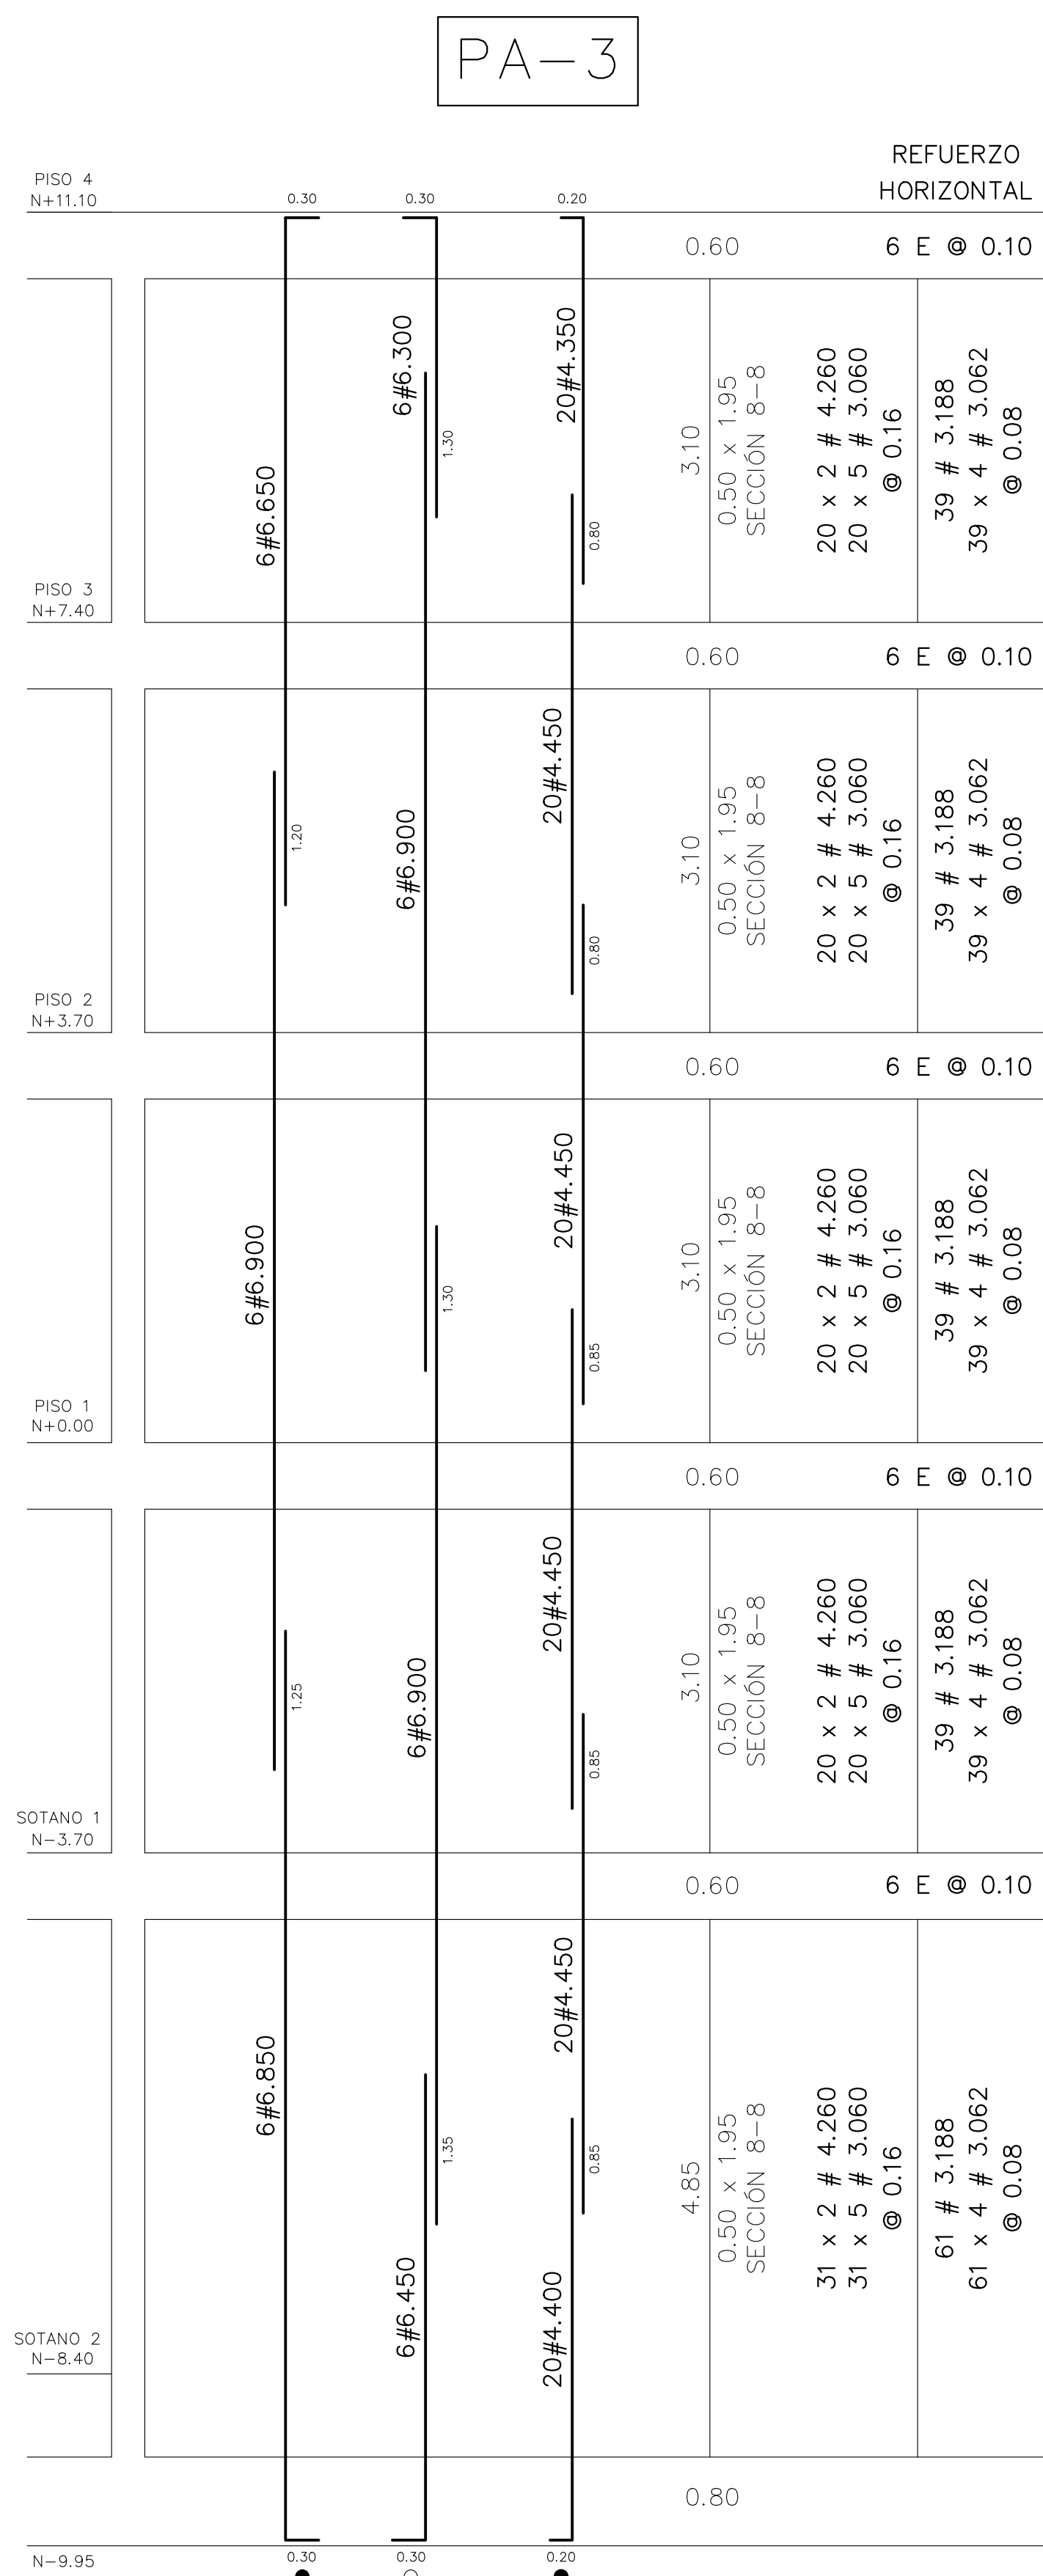 PA-3
REFUERZO
HORIZONTAL
PISO 4
N+11.10
0.30
0.30
0.20
0.60
6 E @ 0.10
6#6.650
6#6.300
1.30
20#4.350
0.80
3.10
0.50 x 1.95
SECCIÓN 8-8
20 x 2 # 4.260
20 x 5 # 3.060
@ 0.16
39 # 3.188
39 x 4 # 3.062
@ 0.08
PISO 3
N+7.40
0.60
6 E @ 0.10
1.20
6#6.900
20#4.450
0.80
3.10
0.50 x 1.95
SECCIÓN 8-8
20 x 2 # 4.260
20 x 5 # 3.060
@ 0.16
39 # 3.188
39 x 4 # 3.062
@ 0.08
PISO 2
N+3.70
0.60
6 E @ 0.10
6#6.900
1.30
20#4.450
0.85
3.10
0.50 x 1.95
SECCIÓN 8-8
20 x 2 # 4.260
20 x 5 # 3.060
@ 0.16
39 # 3.188
39 x 4 # 3.062
@ 0.08
PISO 1
N+0.00
0.60
6 E @ 0.10
1.25
6#6.900
20#4.450
0.85
3.10
0.50 x 1.95
SECCIÓN 8-8
20 x 2 # 4.260
20 x 5 # 3.060
@ 0.16
39 # 3.188
39 x 4 # 3.062
@ 0.08
SOTANO 1
N-3.70
0.60
6 E @ 0.10
6#6.850
1.35
6#6.450
20#4.450
0.85
20#4.400
4.85
0.50 x 1.95
SECCIÓN 8-8
31 x 2 # 4.260
31 x 5 # 3.060
@ 0.16
61 # 3.188
61 x 4 # 3.062
@ 0.08
SOTANO 2
N-8.40
0.80
N-9.95
0.30
0.30
0.20